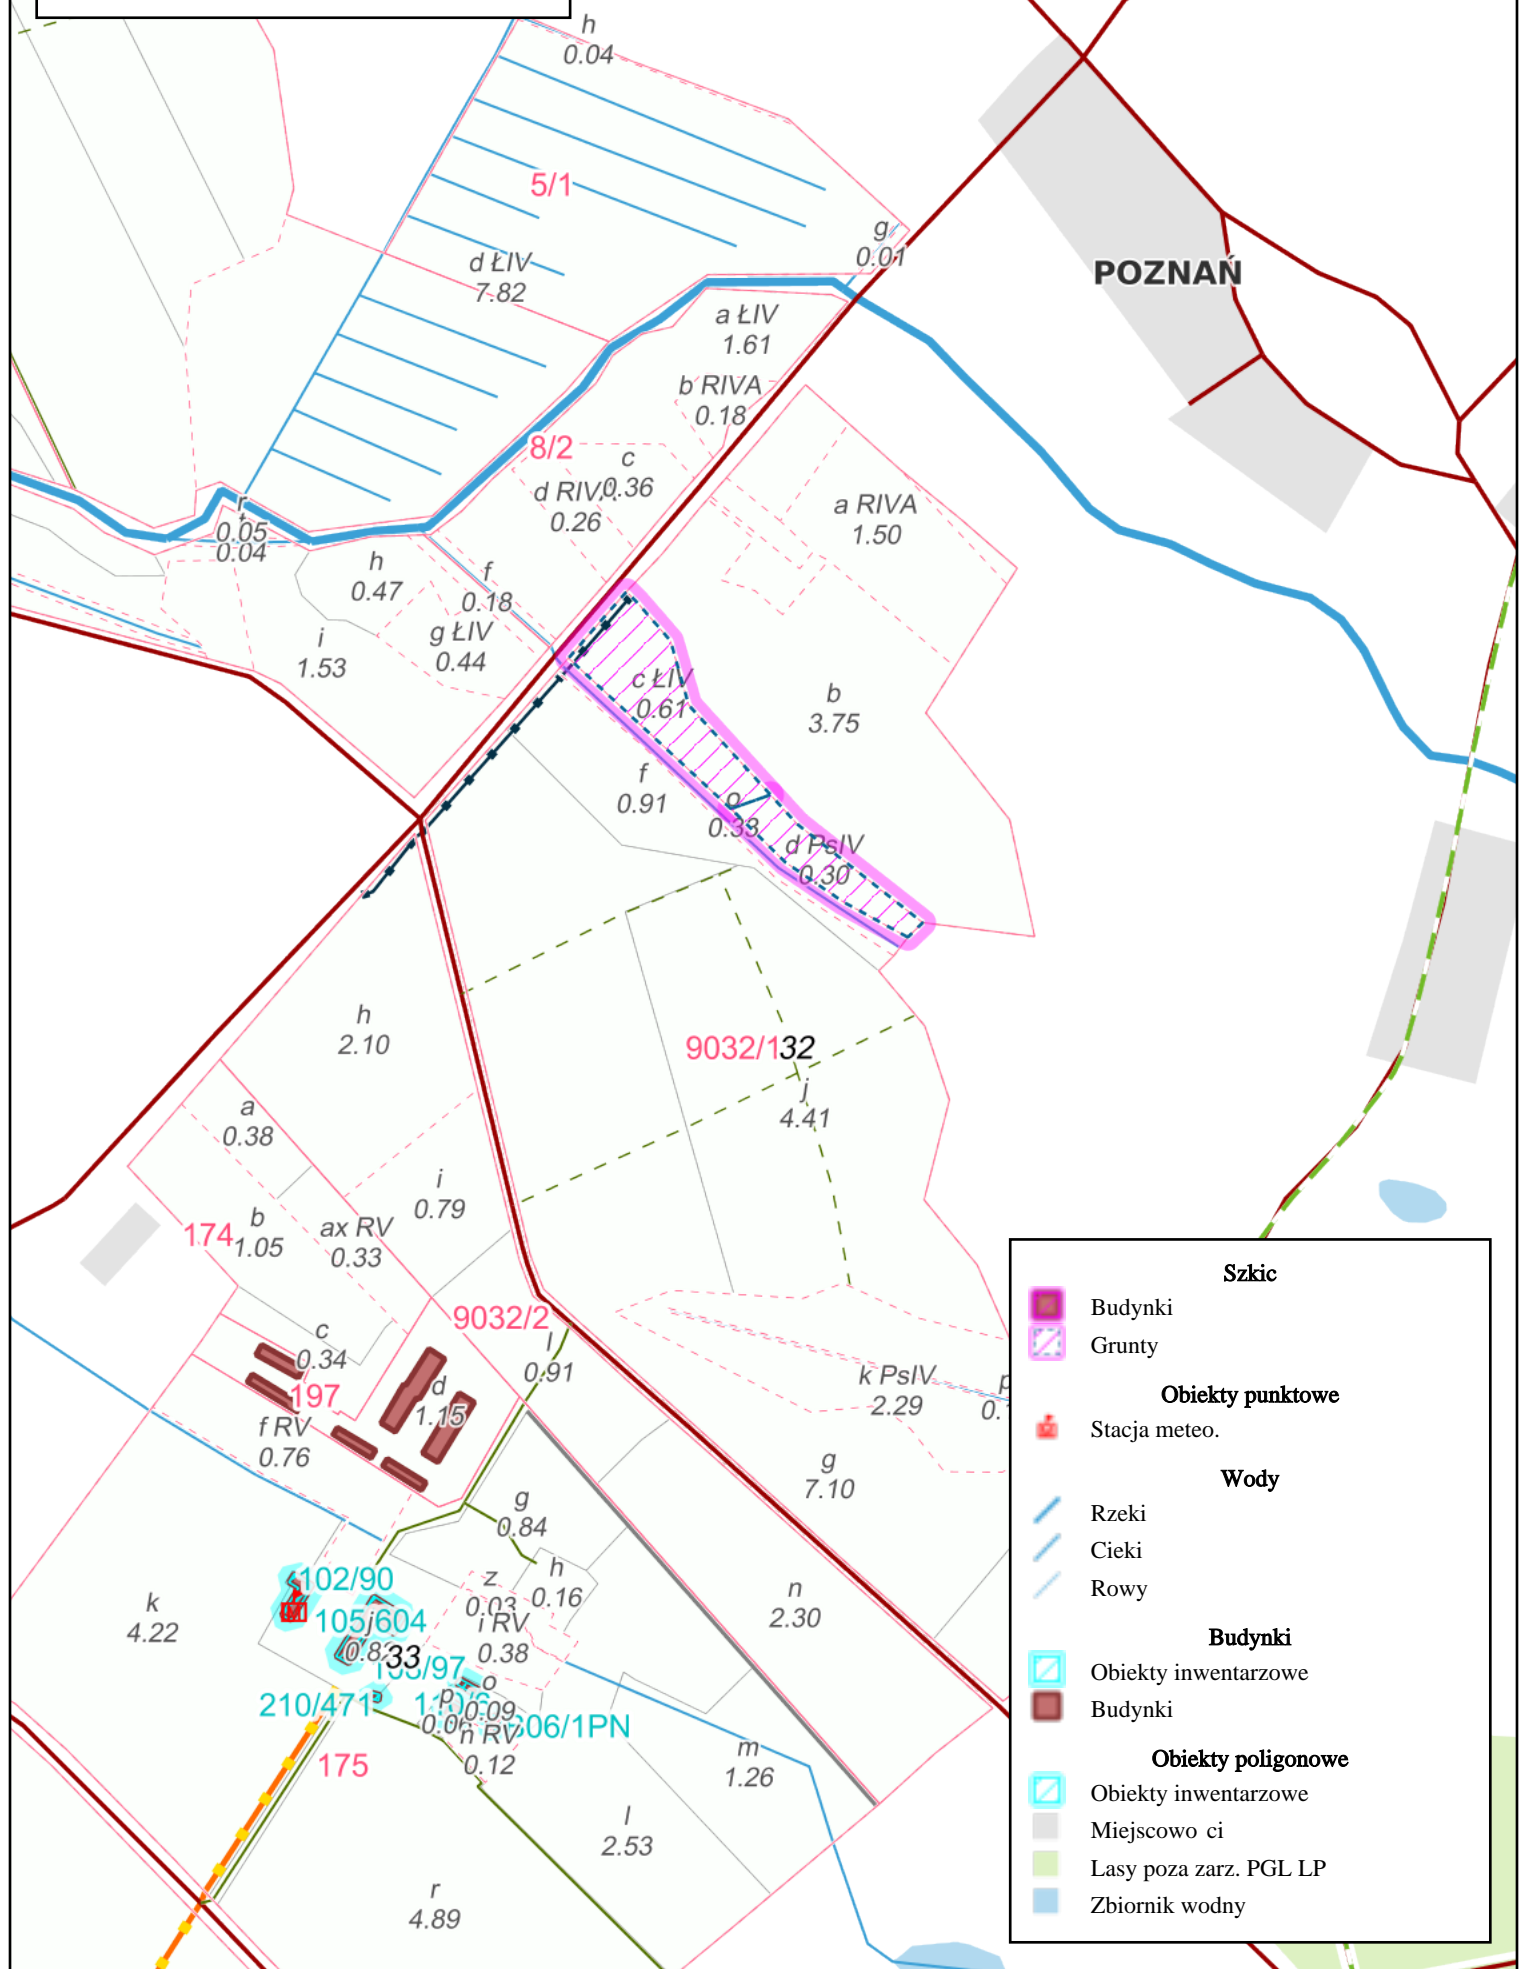 h
0.04
5/1
g
0.01
d ŁIV
7.82
POZNAŃ
a ŁIV
1.61
b RIVA
0.18
8/2
c
0.36
d RIVA
0.26
a RIVA
1.50
r
0.05
0.04
h
0.47
f
0.18
g ŁIV
0.44
i
1.53
c ŁIV
0.61
b
3.75
f
0.91
o
0.33
d PsIV
0.30
h
2.10
9032/1
32
j
4.41
a
0.38
i
0.79
174
b
1.05
ax RV
0.33
9032/2
c
0.34
l
0.91
197
d
1.15
f RV
0.76
k PsIV
2.29
p
g
7.10
g
0.84
h
0.16
z
0.03
i RV
0.38
n
2.30
k
4.22
102/90
105/604
j
33
210/471
o
0.09
p
n RV
0.12
806/1PN
175
m
1.26
l
2.53
r
4.89
Szkic
Budynki
Grunty
Obiekty punktowe
Stacja meteo.
Wody
Rzeki
Cieki
Rowy
Budynki
Obiekty inwentarzowe
Budynki
Obiekty poligonowe
Obiekty inwentarzowe
Miejscowo ci
Lasy poza zarz. PGL LP
Zbiornik wodny